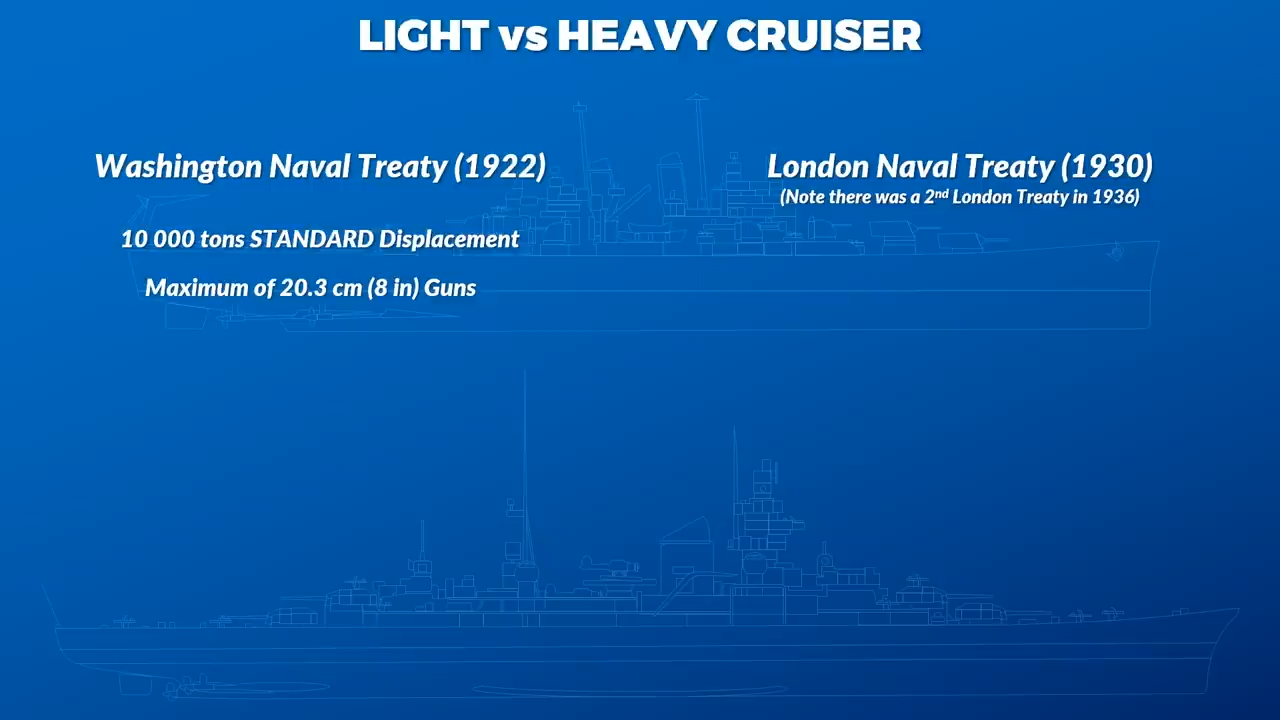 LIGHT vs HEAVY CRUISER
Washington Naval Treaty (1922)
10 000 tons STANDARD Displacement
Maximum of 20.3 cm (8 in) Guns
London Naval Treaty (1930)
(Note there was a 2nd London Treaty in 1936)